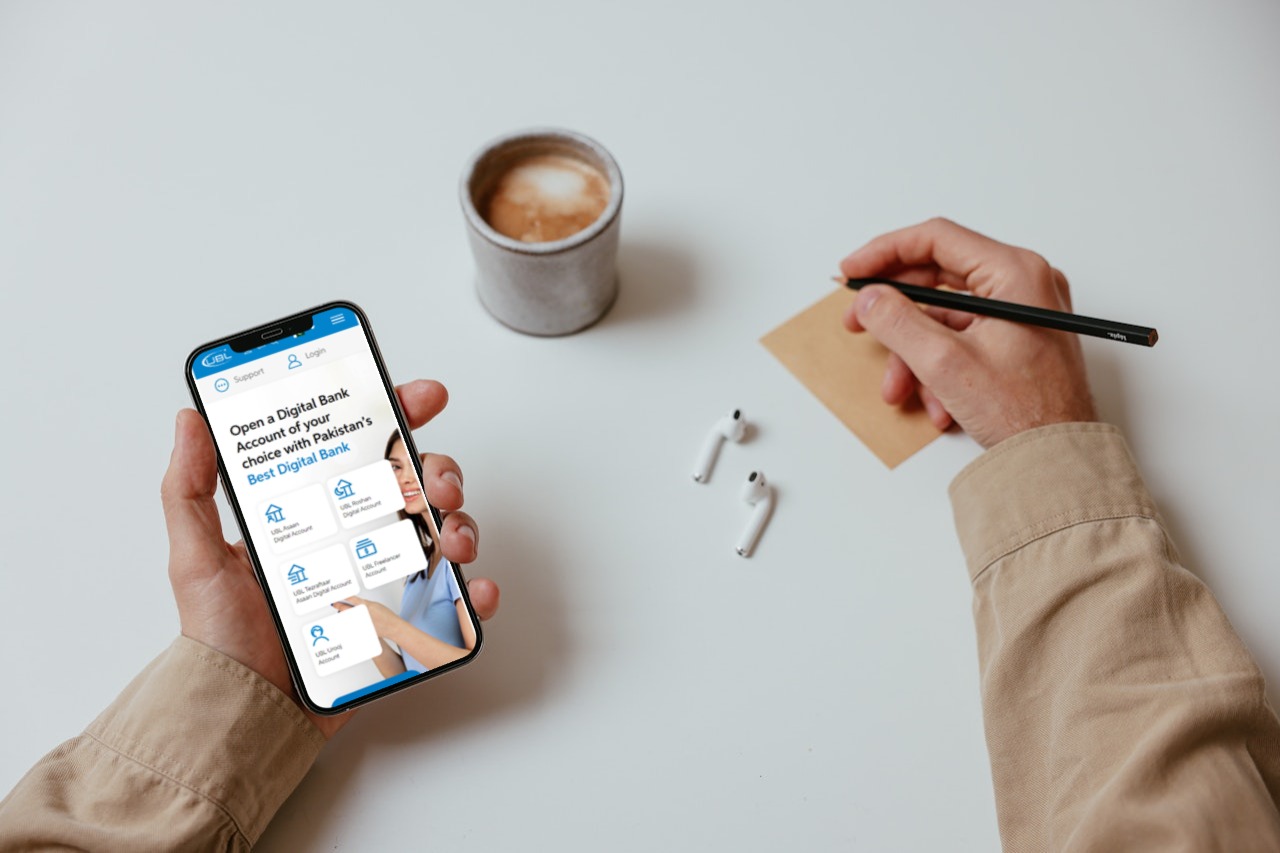 UBL
Support
Login
Open a Digital Bank
Account of your
choice with Pakistan's
Best Digital Bank
UBL Asaan
Digital Account
UBL Roshan
Digital Account
UBL Tezraftaar
Asaan Digital Account
UBL Freelancer
Account
UBL Urooj
Account